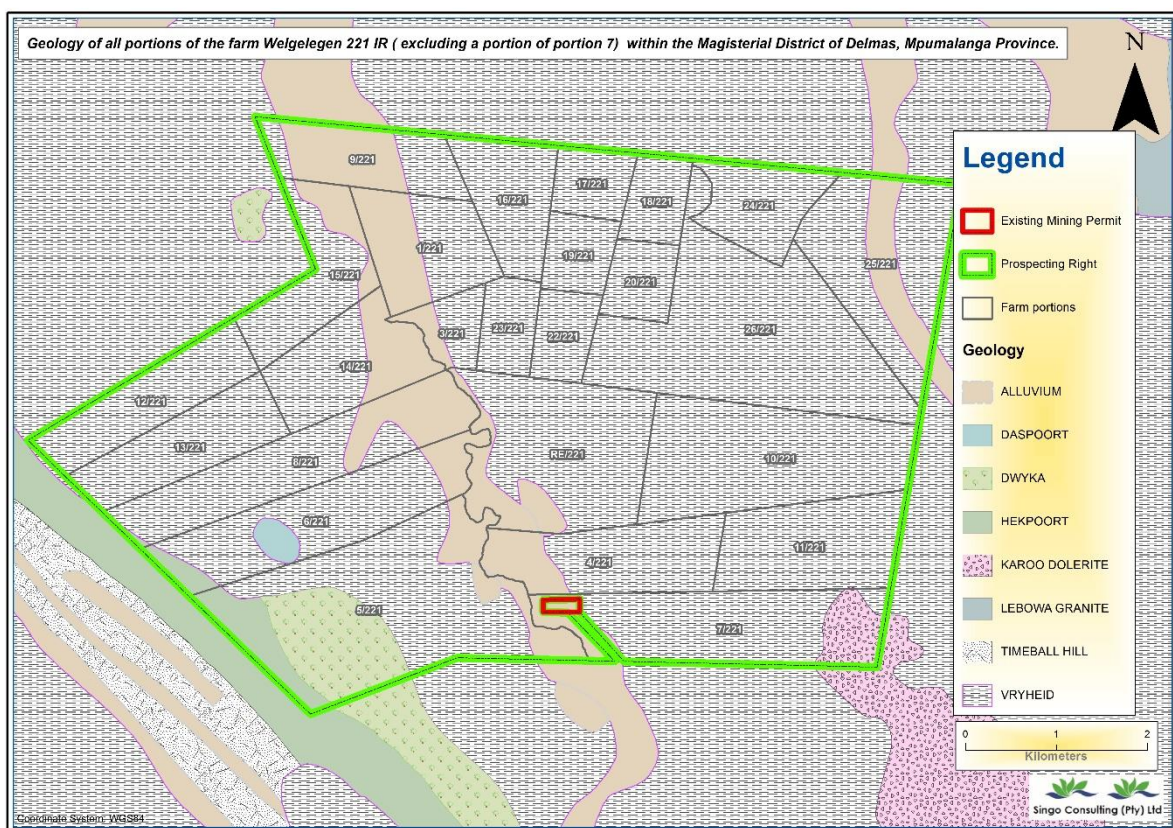 Geology of all portions of the farm Welgelegen 221 IR ( excluding a portion of portion 7) within the Magisterial District of Delmas, Mpumalanga Province.
N
9/221
17/221
16/221
18/221
24/221
1/221
19/221
25/221
15/221
20/221
3/221
23/221
22/221
26/221
14/221
12/221
13/221
8/221
RE/221
10/221
6/221
11/221
4/221
5/221
7/221
Legend
Existing Mining Permit
Prospecting Right
Farm portions
Geology
ALLUVIUM
DASPOORT
DWYKA
HEKPOORT
KAROO DOLERITE
LEBOWA GRANITE
TIMEBALL HILL
VRYHEID
0 1 2
Kilometers
Singo Consulting (Pty) Ltd
Coordinate System: WGS84